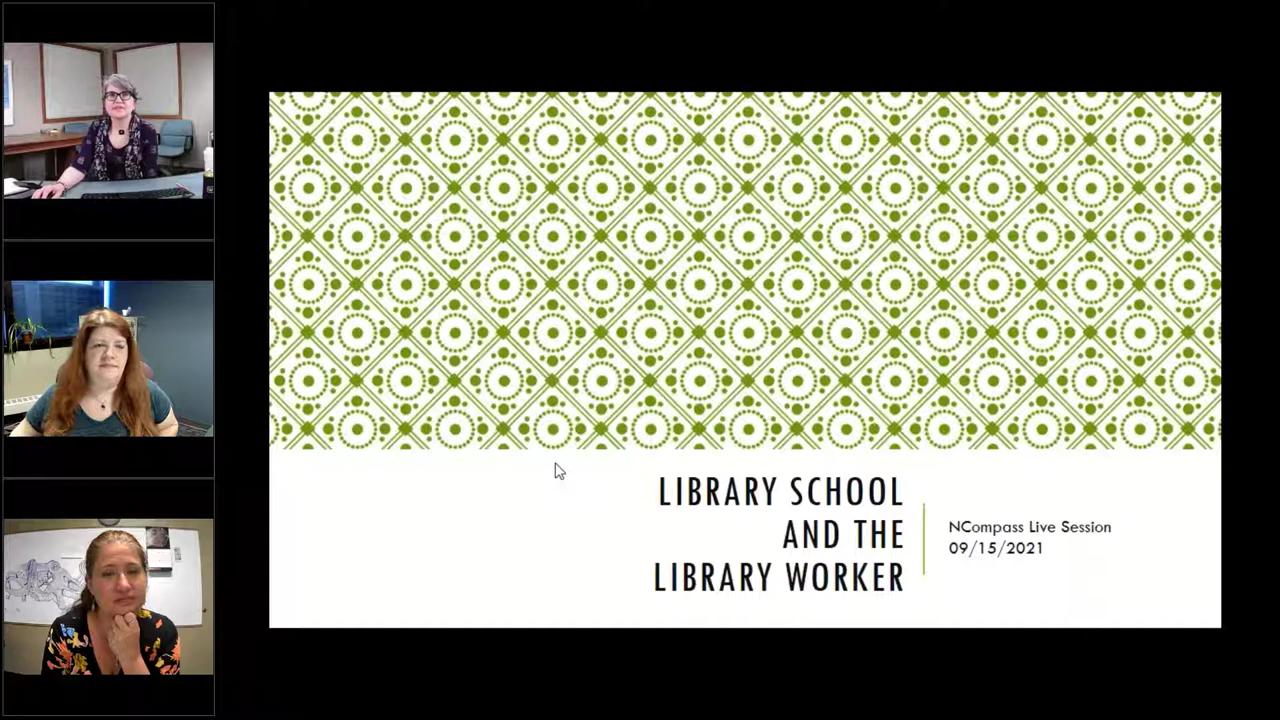 LIBRARY SCHOOL
AND THE
LIBRARY WORKER
NCompass Live Session
09/15/2021